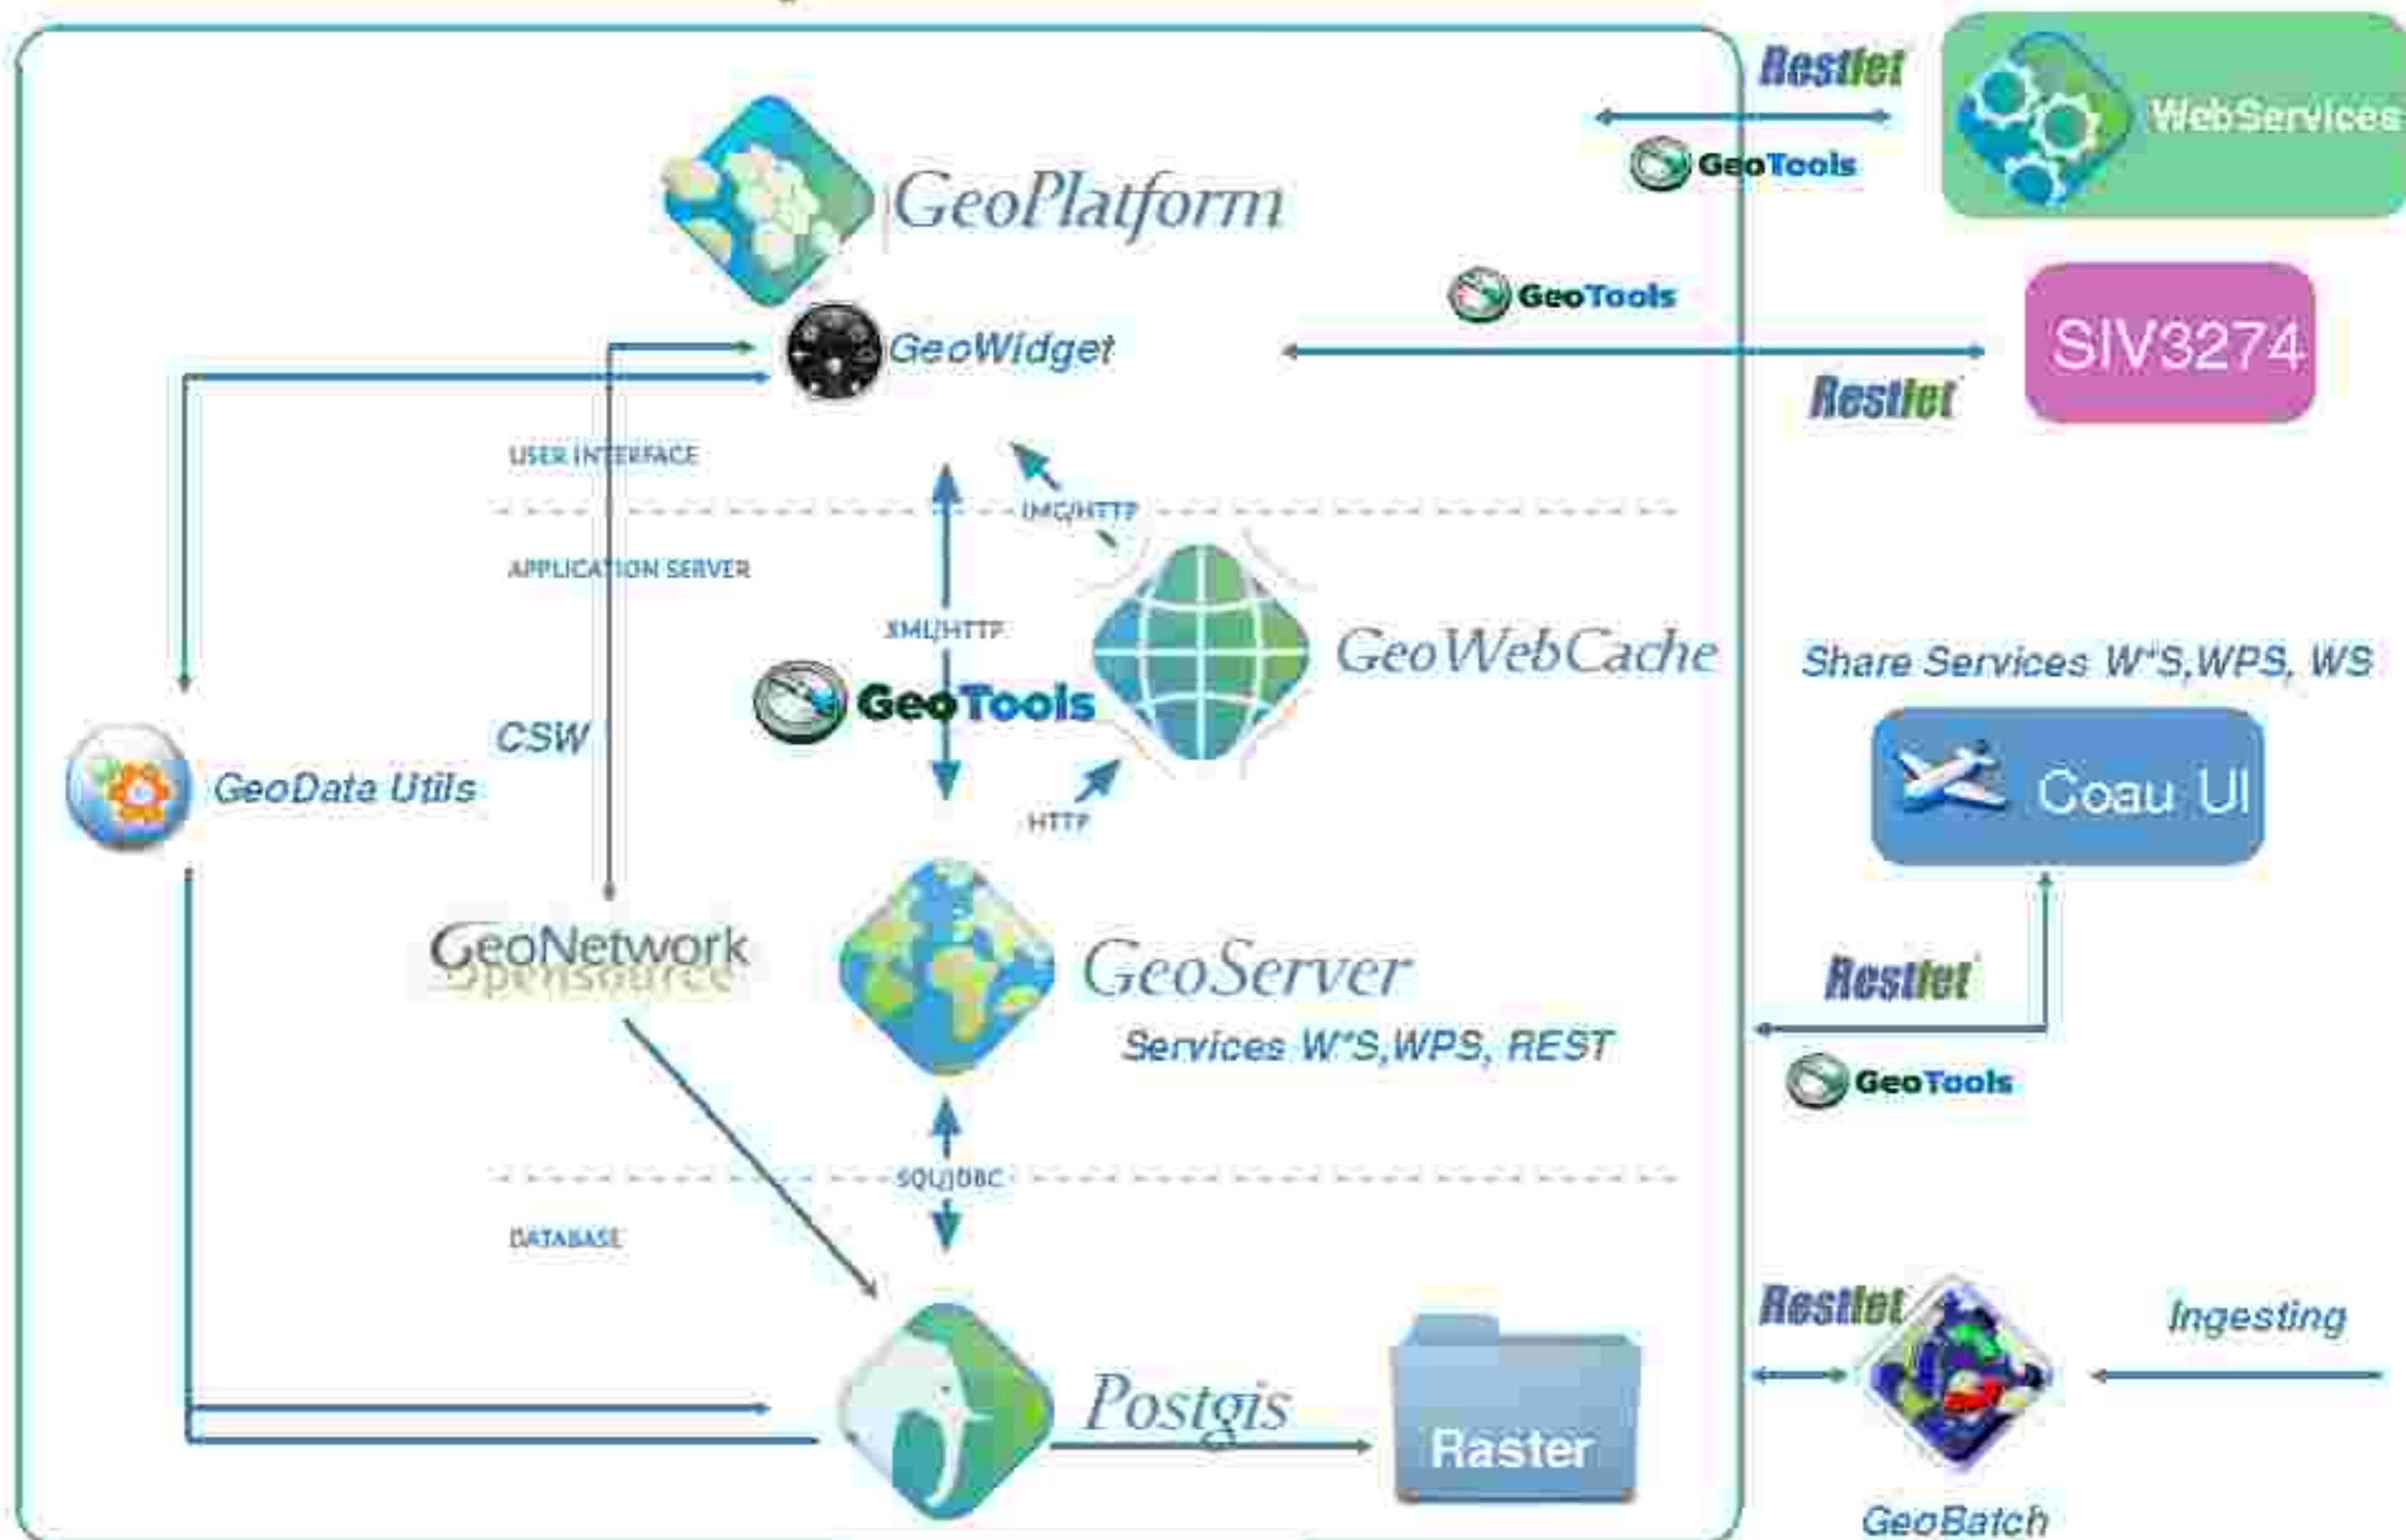 Restlet
WebServices
GeoTools
GeoPlatform
GeoTools
GeoWidget
SIV3274
Restlet
USER INTERFACE
IMG/HTTP
APPLICATION SERVER
XML/HTTP
GeoWebCache
Share Services W*S,WPS, WS
GeoTools
CSW
GeoData Utils
Coau UI
HTTP
GeoNetwork
Opensource
GeoServer
Restlet
Services W*S,WPS, REST
GeoTools
SQL/JDBC
DATABASE
Restlet
Ingesting
Postgis
Raster
GeoBatch